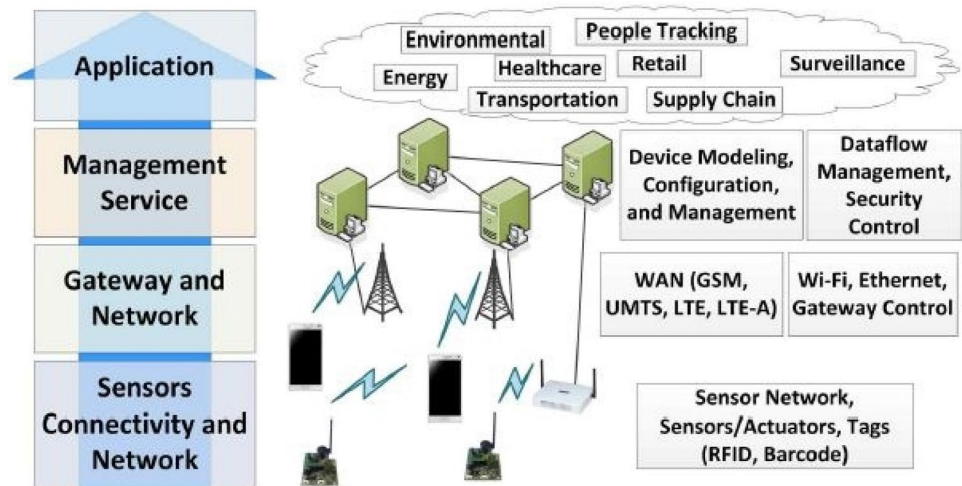 Application
Environmental
People Tracking
Energy
Healthcare
Retail
Surveillance
Transportation
Supply Chain
Management
Service
Device Modeling,
Configuration,
and Management
Dataflow
Management,
Security
Control
Gateway and
Network
WAN (GSM,
UMTS, LTE, LTE-A)
Wi-Fi, Ethernet,
Gateway Control
Sensors
Connectivity and
Network
Sensor Network,
Sensors/Actuators, Tags
(RFID, Barcode)